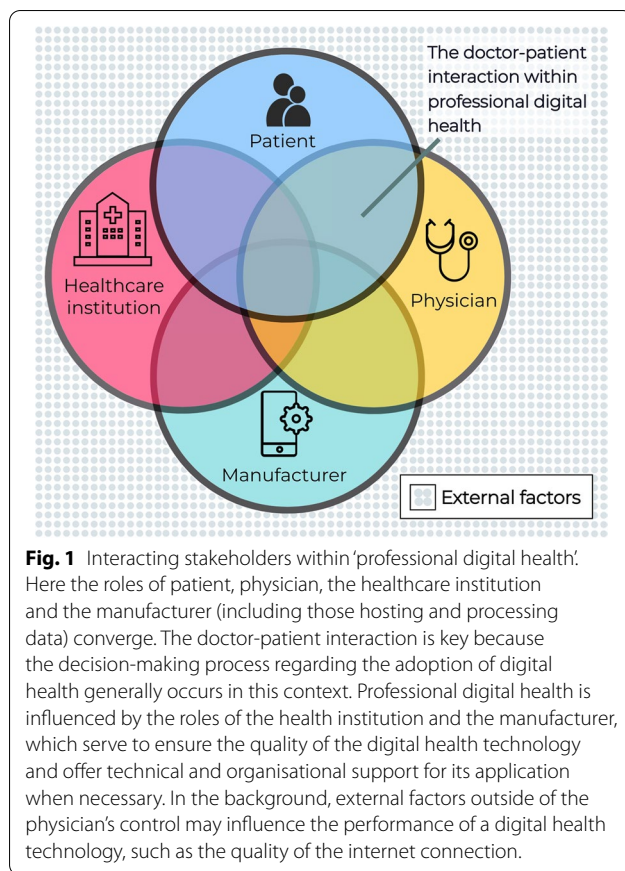 The doctor-patient
interaction within
professional digital
health
Patient
Healthcare
institution
Physician
Manufacturer
External factors
Fig. 1 Interacting stakeholders within ‘professional digital health’.
Here the roles of patient, physician, the healthcare institution
and the manufacturer (including those hosting and processing
data) converge. The doctor-patient interaction is key because
the decision-making process regarding the adoption of digital
health generally occurs in this context. Professional digital health is
influenced by the roles of the health institution and the manufacturer,
which serve to ensure the quality of the digital health technology
and offer technical and organisational support for its application
when necessary. In the background, external factors outside of the
physician’s control may influence the performance of a digital health
technology, such as the quality of the internet connection.